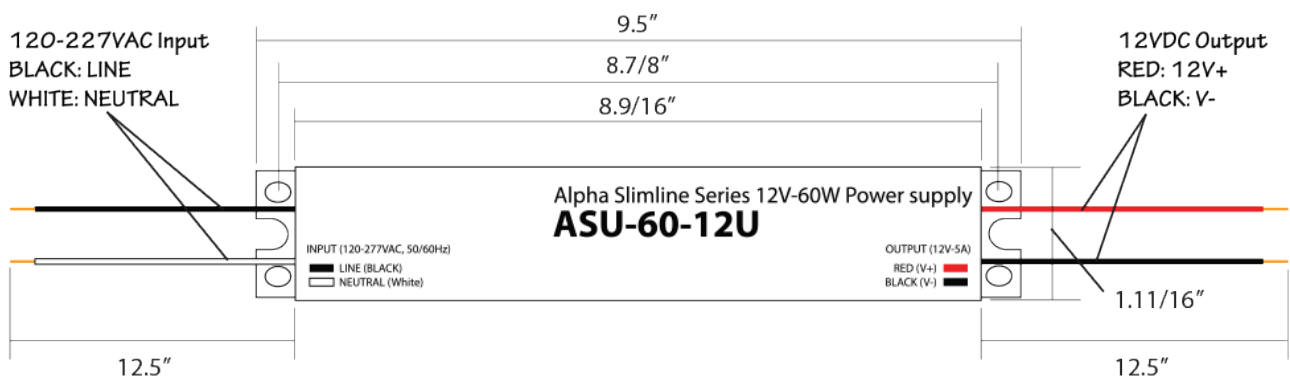 9.5"
120-227VAC Input
BLACK: LINE
WHITE: NEUTRAL
8.7/8"
8.9/16"
12VDC Output
RED: 12V+
BLACK: V-
Alpha Slimline Series 12V-60W Power supply
ASU-60-12U
INPUT (120-277VAC, 50/60Hz)
LINE (BLACK)
NEUTRAL (White)
OUTPUT (12V-5A)
RED (V+)
BLACK (V-)
1.11/16"
12.5"
12.5"